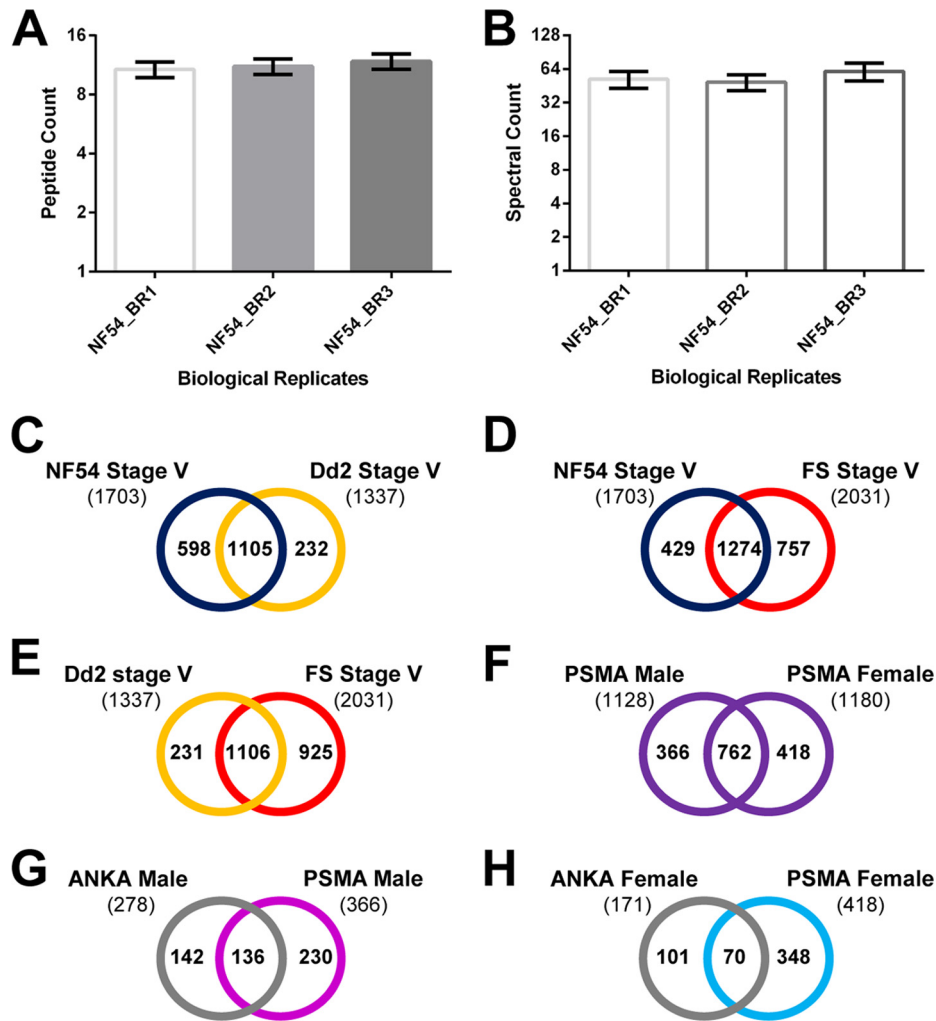 A
16
8
4
2
1
Peptide Count
NF54_BR1
NF54_BR2
NF54_BR3
Biological Replicates
B
128
64
32
16
8
4
2
1
Spectral Count
NF54_BR1
NF54_BR2
NF54_BR3
Biological Replicates
C
NF54 Stage V
(1703)
Dd2 Stage V
(1337)
598
1105
232
D
NF54 Stage V
(1703)
FS Stage V
(2031)
429
1274
757
E
Dd2 stage V
(1337)
FS Stage V
(2031)
231
1106
925
F
PSMA Male
(1128)
PSMA Female
(1180)
366
762
418
G
ANKA Male
(278)
PSMA Male
(366)
142
136
230
H
ANKA Female
(171)
PSMA Female
(418)
101
70
348